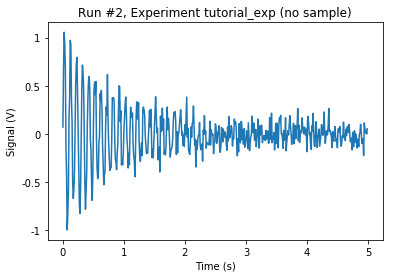 Run #2, Experiment tutorial_exp (no sample)
Signal (V)
1
0.5
0
-0.5
-1
0 1 2 3 4 5
Time (s)